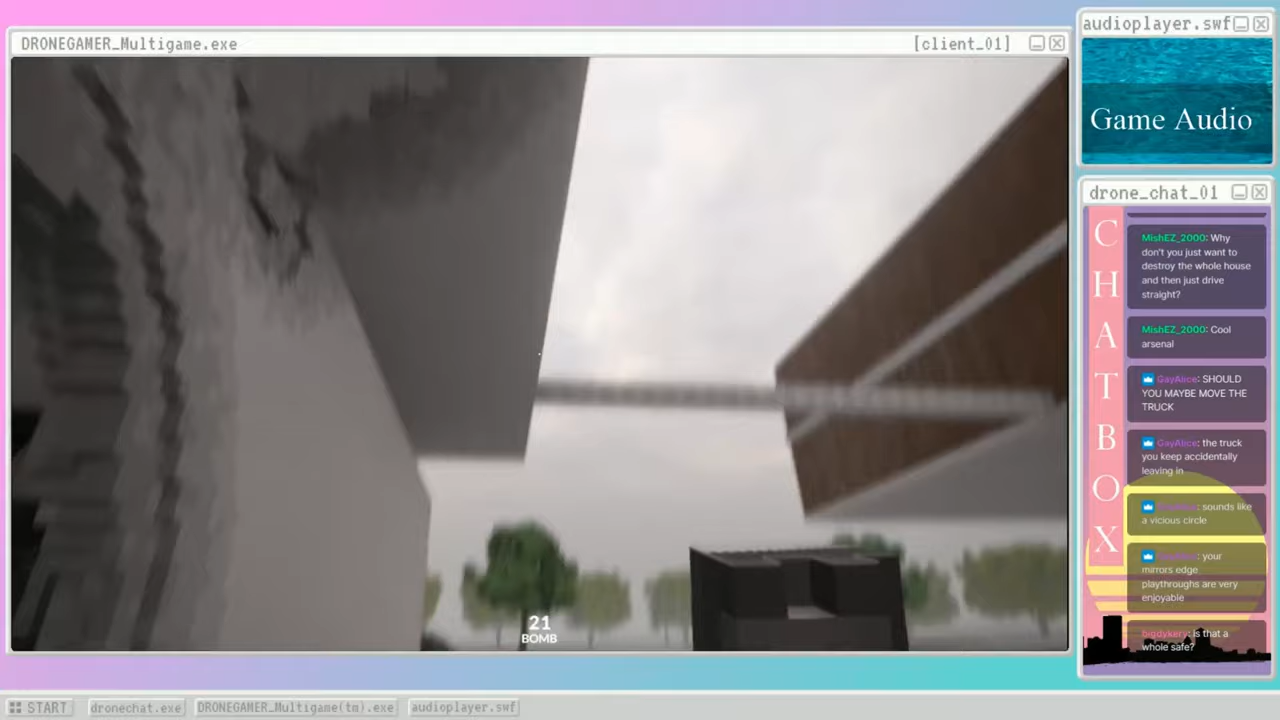 DRONEGAMER_Multigame.exe
[client_01]
audioplayer.swf
Game Audio
drone_chat_01
CHATBOX
MishEZ_2000: Why
don't you just want to
destroy the whole house
and then just drive
straight?
MishEZ_2000: Cool
arsenal
GayAlice: SHOULD
YOU MAYBE MOVE THE
TRUCK
GayAlice: the truck
you keep accidentally
leaving in
GayAlice: sounds like
a vicious circle
GayAlice: your
mirrors edge
playthroughs are very
enjoyable
bigdykery: is that a
whole safe?
21
BOMB
START
dronechat.exe
DRONEGAMER_Multigame(tm).exe
audioplayer.swf